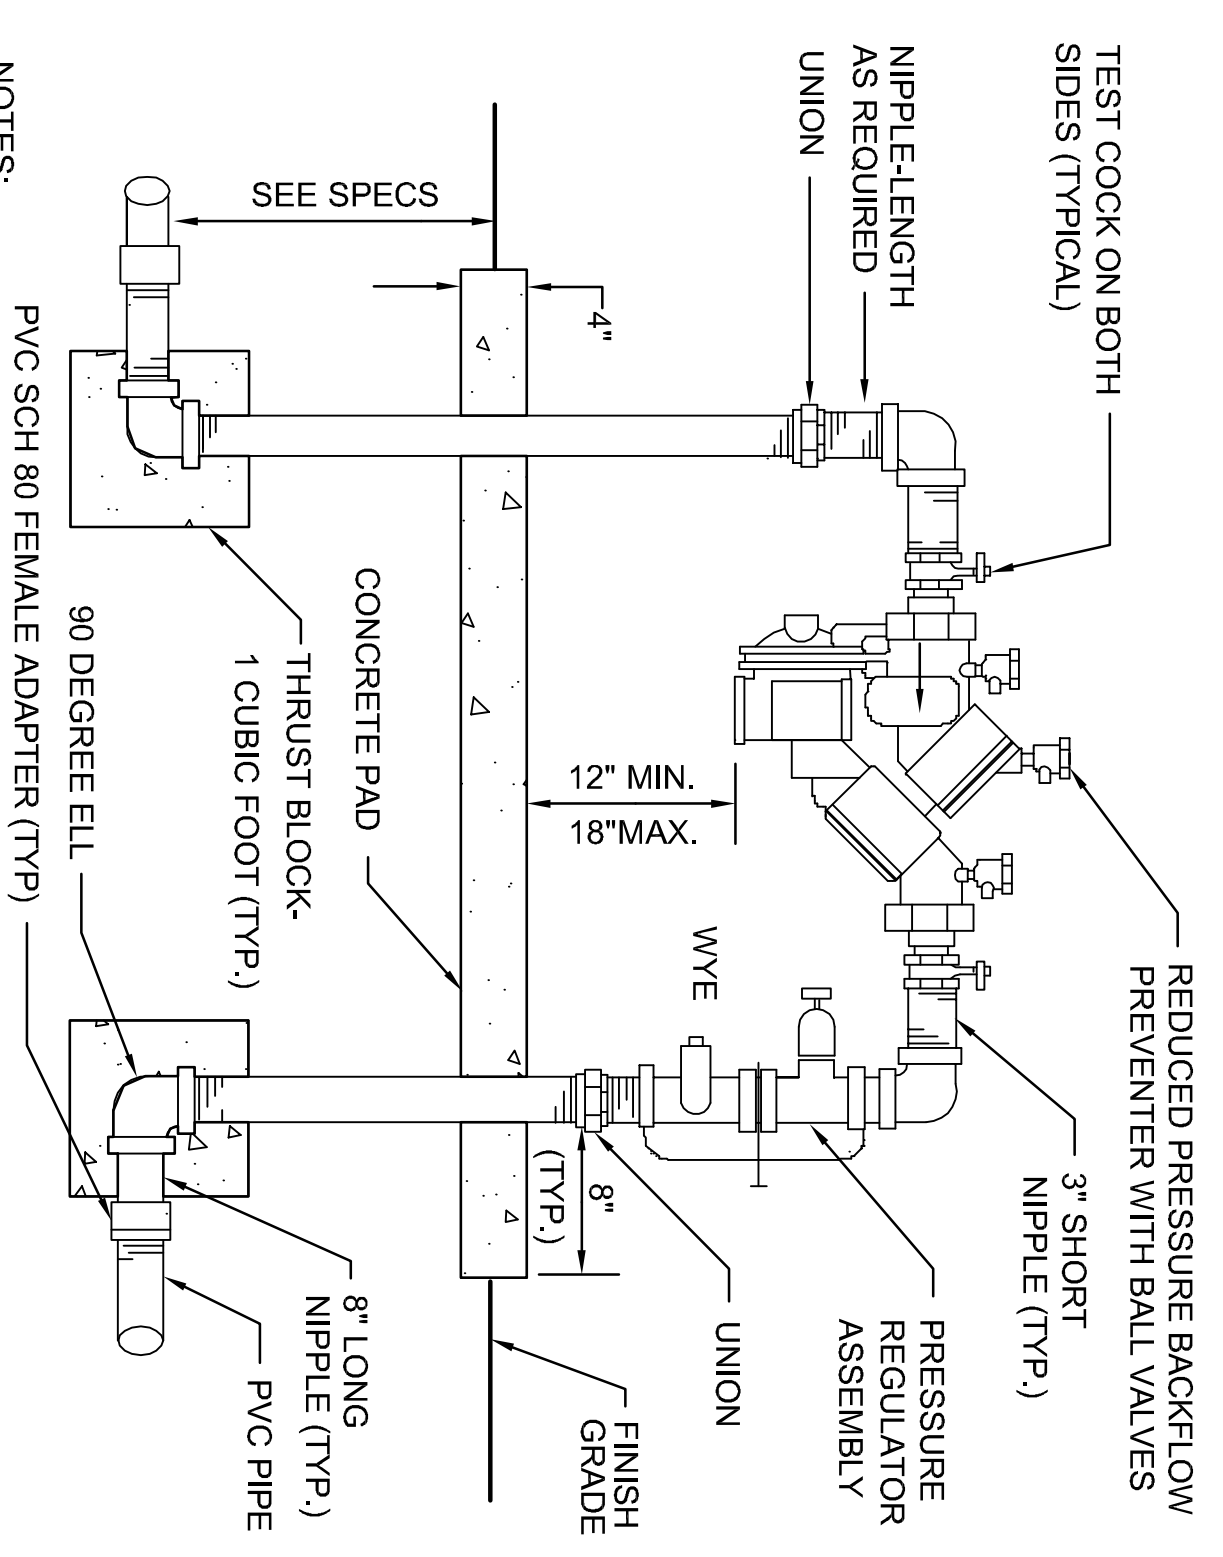 TEST COCK ON BOTH
SIDES (TYPICAL)
NIPPLE-LENGTH
AS REQUIRED
UNION
SEE SPECS
4"
REDUCED PRESSURE BACKFLOW
PREVENTER WITH BALL VALVES
3" SHORT
NIPPLE (TYP.)
PRESSURE
REGULATOR
ASSEMBLY
UNION
WYE
12" MIN.
18"MAX.
8"
(TYP.)
FINISH
GRADE
CONCRETE PAD
THRUST BLOCK-
1 CUBIC FOOT (TYP.)
8" LONG
NIPPLE (TYP.)
PVC PIPE
90 DEGREE ELL
PVC SCH 80 FEMALE ADAPTER (TYP)
NOTES: